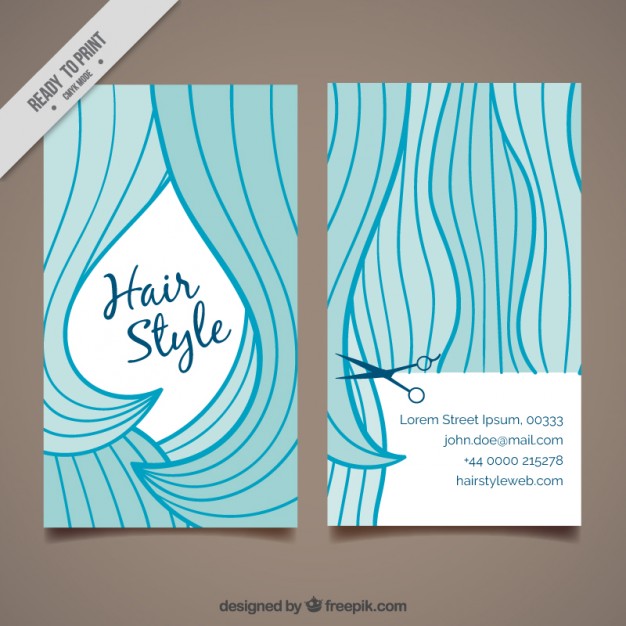 READY TO PRINT
CMYK MODE
Hair
Style
Lorem Street Ipsum, 00333
john.doe@mail.com
+44 0000 215278
hairstyleweb.com
designed by freepik.com